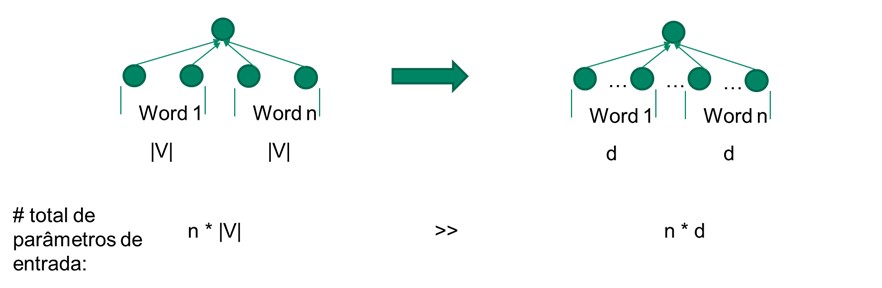 ... ... ...
Word 1 Word n Word 1 Word n
|V| |V| d d
# total de
parâmetros de
entrada:
n * |V| >> n * d